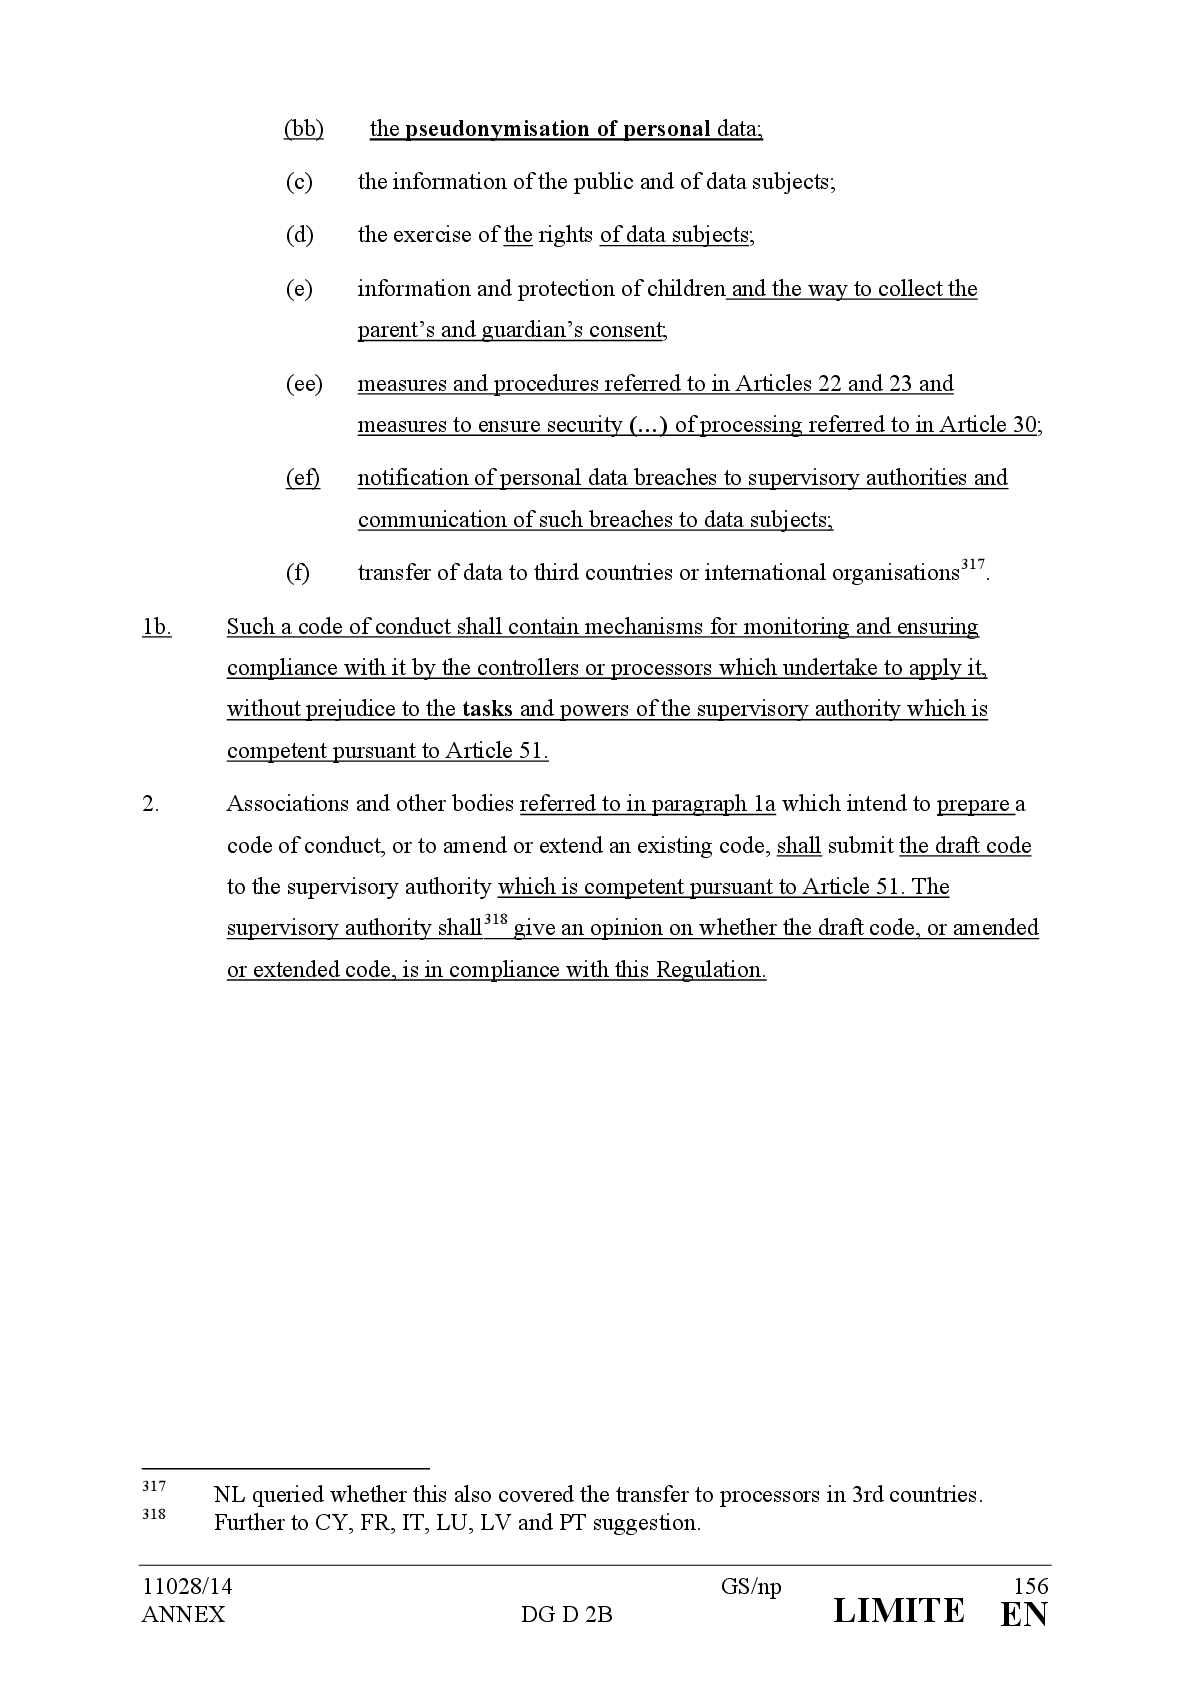 (bb) the pseudonymisation of personal data;
(c) the information of the public and of data subjects;
(d) the exercise of the rights of data subjects;
(e) information and protection of children and the way to collect the
parent’s and guardian’s consent;
(ee) measures and procedures referred to in Articles 22 and 23 and
measures to ensure security (…) of processing referred to in Article 30;
(ef) notification of personal data breaches to supervisory authorities and
communication of such breaches to data subjects;
(f) transfer of data to third countries or international organisations317.
1b. Such a code of conduct shall contain mechanisms for monitoring and ensuring
compliance with it by the controllers or processors which undertake to apply it,
without prejudice to the tasks and powers of the supervisory authority which is
competent pursuant to Article 51.
2. Associations and other bodies referred to in paragraph 1a which intend to prepare a
code of conduct, or to amend or extend an existing code, shall submit the draft code
to the supervisory authority which is competent pursuant to Article 51. The
supervisory authority shall318 give an opinion on whether the draft code, or amended
or extended code, is in compliance with this Regulation.
317 NL queried whether this also covered the transfer to processors in 3rd countries.
318 Further to CY, FR, IT, LU, LV and PT suggestion.
11028/14 GS/np 156
ANNEX DG D 2B LIMITE EN